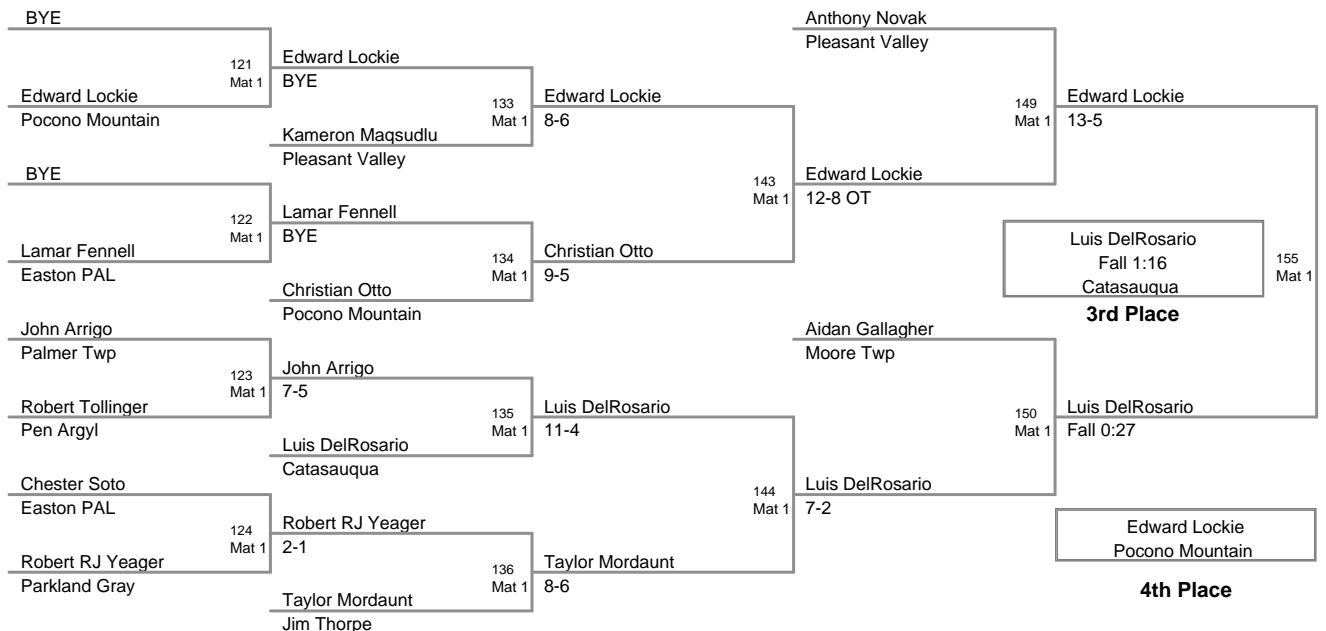 BYE
121
Mat 1
Edward Lockie
Pocono Mountain
Edward Lockie
BYE
Kameron Maqsudlu
Pleasant Valley
133
Mat 1
Edward Lockie
8-6
BYE
122
Mat 1
Lamar Fennell
Easton PAL
Lamar Fennell
BYE
Christian Otto
Pocono Mountain
134
Mat 1
Christian Otto
9-5
143
Mat 1
Edward Lockie
12-8 OT
Anthony Novak
Pleasant Valley
149
Mat 1
Edward Lockie
13-5
John Arrigo
Palmer Twp
123
Mat 1
Robert Tollinger
Pen Argyl
John Arrigo
7-5
Luis DelRosario
Catasauqua
135
Mat 1
Luis DelRosario
11-4
Chester Soto
Easton PAL
124
Mat 1
Robert RJ Yeager
Parkland Gray
Robert RJ Yeager
2-1
Taylor Mordaunt
Jim Thorpe
136
Mat 1
Taylor Mordaunt
8-6
144
Mat 1
Luis DelRosario
7-2
Aidan Gallagher
Moore Twp
150
Mat 1
Luis DelRosario
Fall 0:27
155
Mat 1
Luis DelRosario
Fall 1:16
Catasauqua
3rd Place
Edward Lockie
Pocono Mountain
4th Place